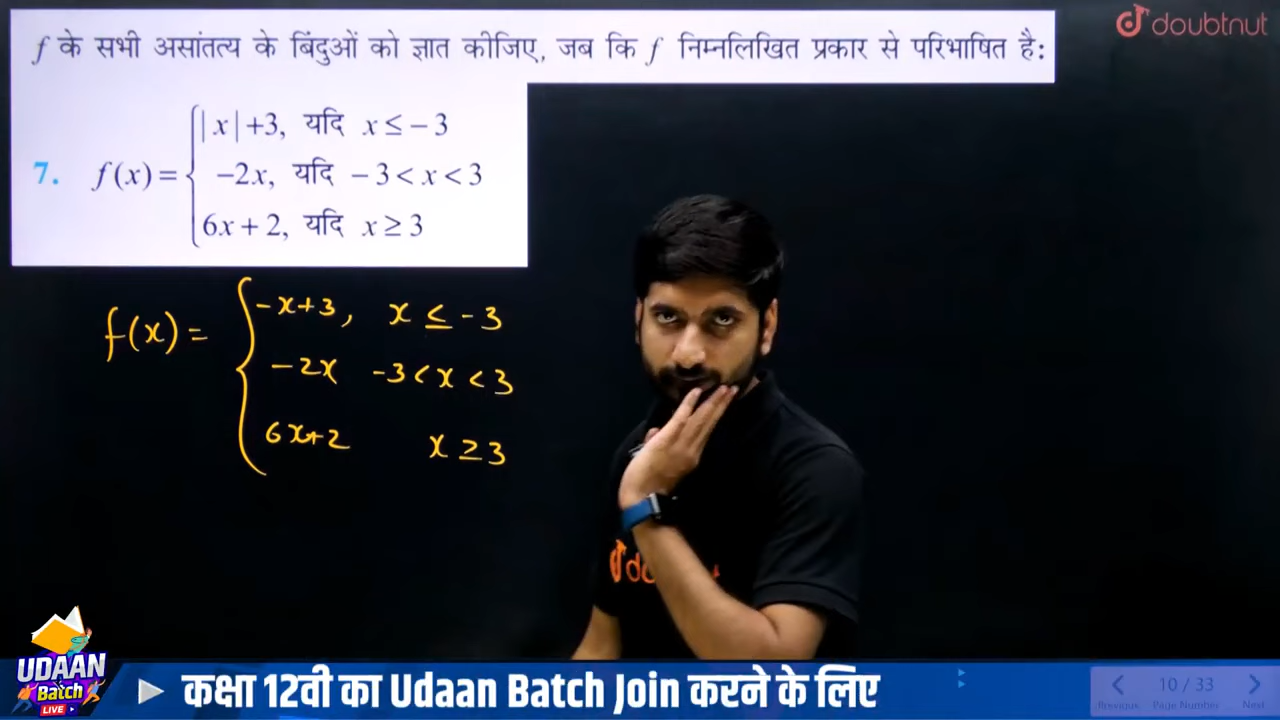 doubtnut
f के सभी असांतत्य के बिंदुओं को ज्ञात कीजिए, जब कि f निम्नलिखित प्रकार से परिभाषित है:
|x|+3, यदि x ≤ -3
7. f(x) = -2x, यदि -3 < x < 3
6x + 2, यदि x ≥ 3
-x+3, x ≤ -3
f(x) =
-2x -3 < x < 3
6x+2 x ≥ 3
UDAAN
Batch
LIVE
कक्षा 12वी का Udaan Batch Join करने के लिए
10 / 33
Previous Page Number Next